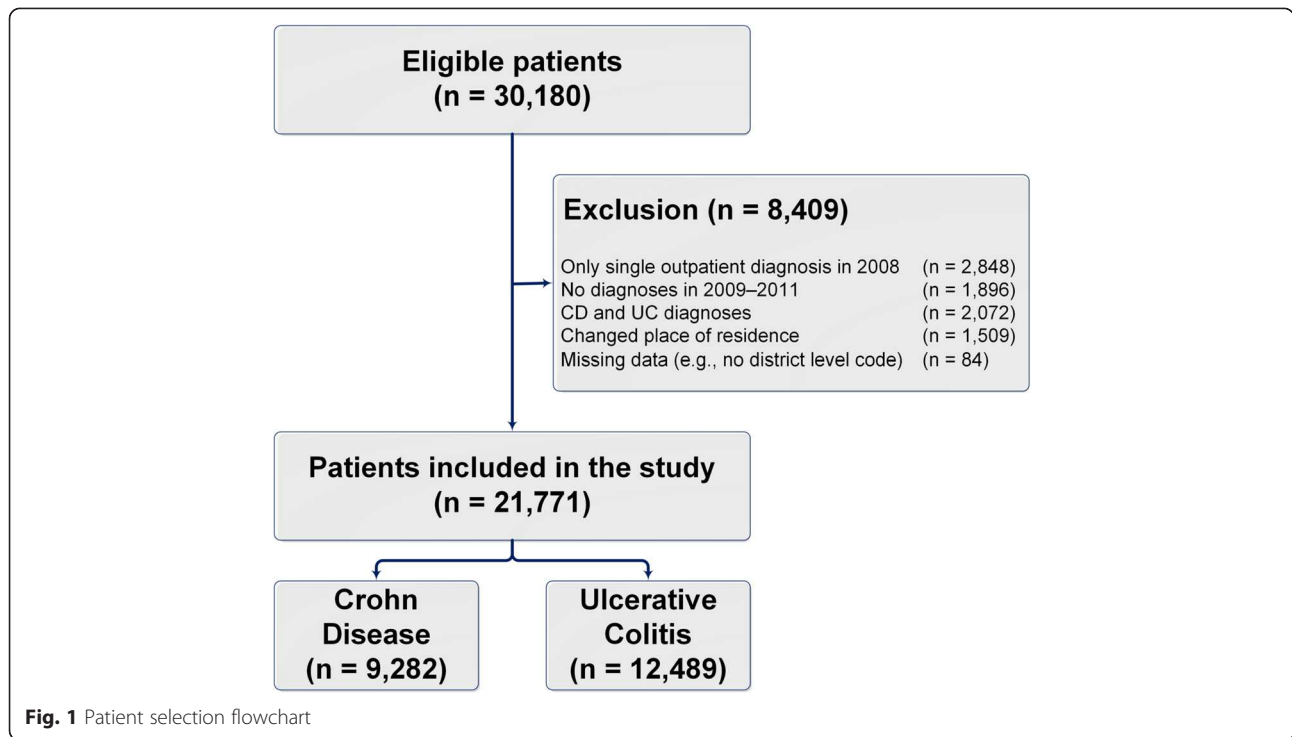 Eligible patients
(n = 30,180)
Exclusion (n = 8,409)
Only single outpatient diagnosis in 2008 (n = 2,848)
No diagnoses in 2009–2011 (n = 1,896)
CD and UC diagnoses (n = 2,072)
Changed place of residence (n = 1,509)
Missing data (e.g., no district level code) (n = 84)
Patients included in the study
(n = 21,771)
Crohn
Disease
(n = 9,282)
Ulcerative
Colitis
(n = 12,489)
Fig. 1 Patient selection flowchart